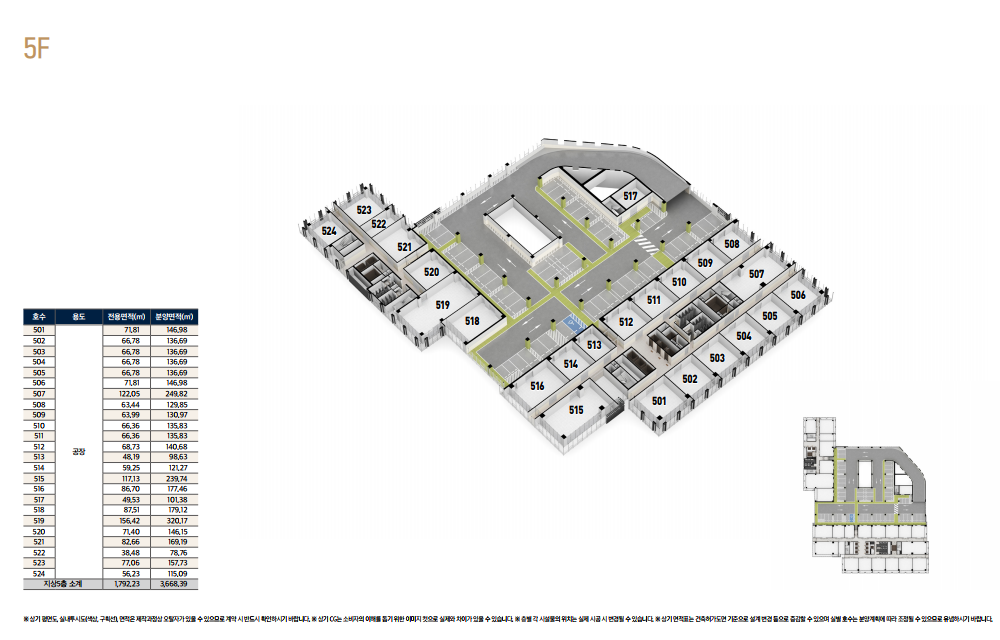 5F
523
522
524
521
520
519
518
517
508
509
507
510
506
511
505
512
504
513
503
514
502
516
501
515
호수 용도 전용면적(㎡) 분양면적(㎡)
501 71,81 146,98
502 66,78 136,69
503 66,78 136,69
504 66,78 136,69
505 66,78 136,69
506 71,81 146,98
507 122,05 249,82
508 63,44 129,85
509 63,99 130,97
510 66,36 135,83
511 66,36 135,83
512 68,73 140,68
공장
513 48,19 98,63
514 59,25 121,27
515 117,13 239,74
516 86,70 177,46
517 49,53 101,38
518 87,51 179,12
519 156,42 320,17
520 71,40 146,15
521 82,66 169,19
522 38,48 78,76
523 77,06 157,73
524 56,23 115,09
지상5층 소계 1,792,23 3,668,39
※ 상기 평면도, 실내투시도(색상, 구획선), 면적은 제작과정상 오탈자가 있을 수 있으므로 계약 시 반드시 확인하시기 바랍니다. ※ 상기 CG는 소비자의 이해를 돕기 위한 이미지 컷으로 실제와 차이가 있을 수 있습니다. ※ 층별 각 시설물의 위치는 실제 시공 시 변경될 수 있습니다. ※ 상기 면적표는 건축허가도면 기준으로 설계 변경 등으로 증감할 수 있으며 실별 호수는 분양계획에 따라 조정될 수 있으므로 유념하시기 바랍니다.